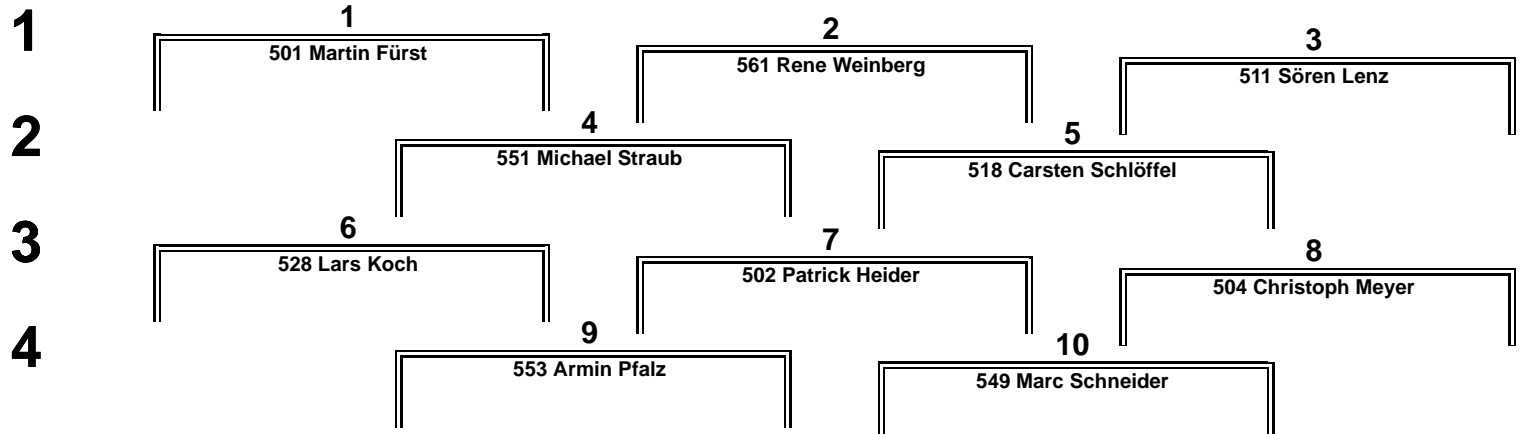 1
1
501 Martin Fürst
2
561 Rene Weinberg
3
511 Sören Lenz
2
4
551 Michael Straub
5
518 Carsten Schlöffel
3
6
528 Lars Koch
7
502 Patrick Heider
8
504 Christoph Meyer
4
9
553 Armin Pfalz
10
549 Marc Schneider